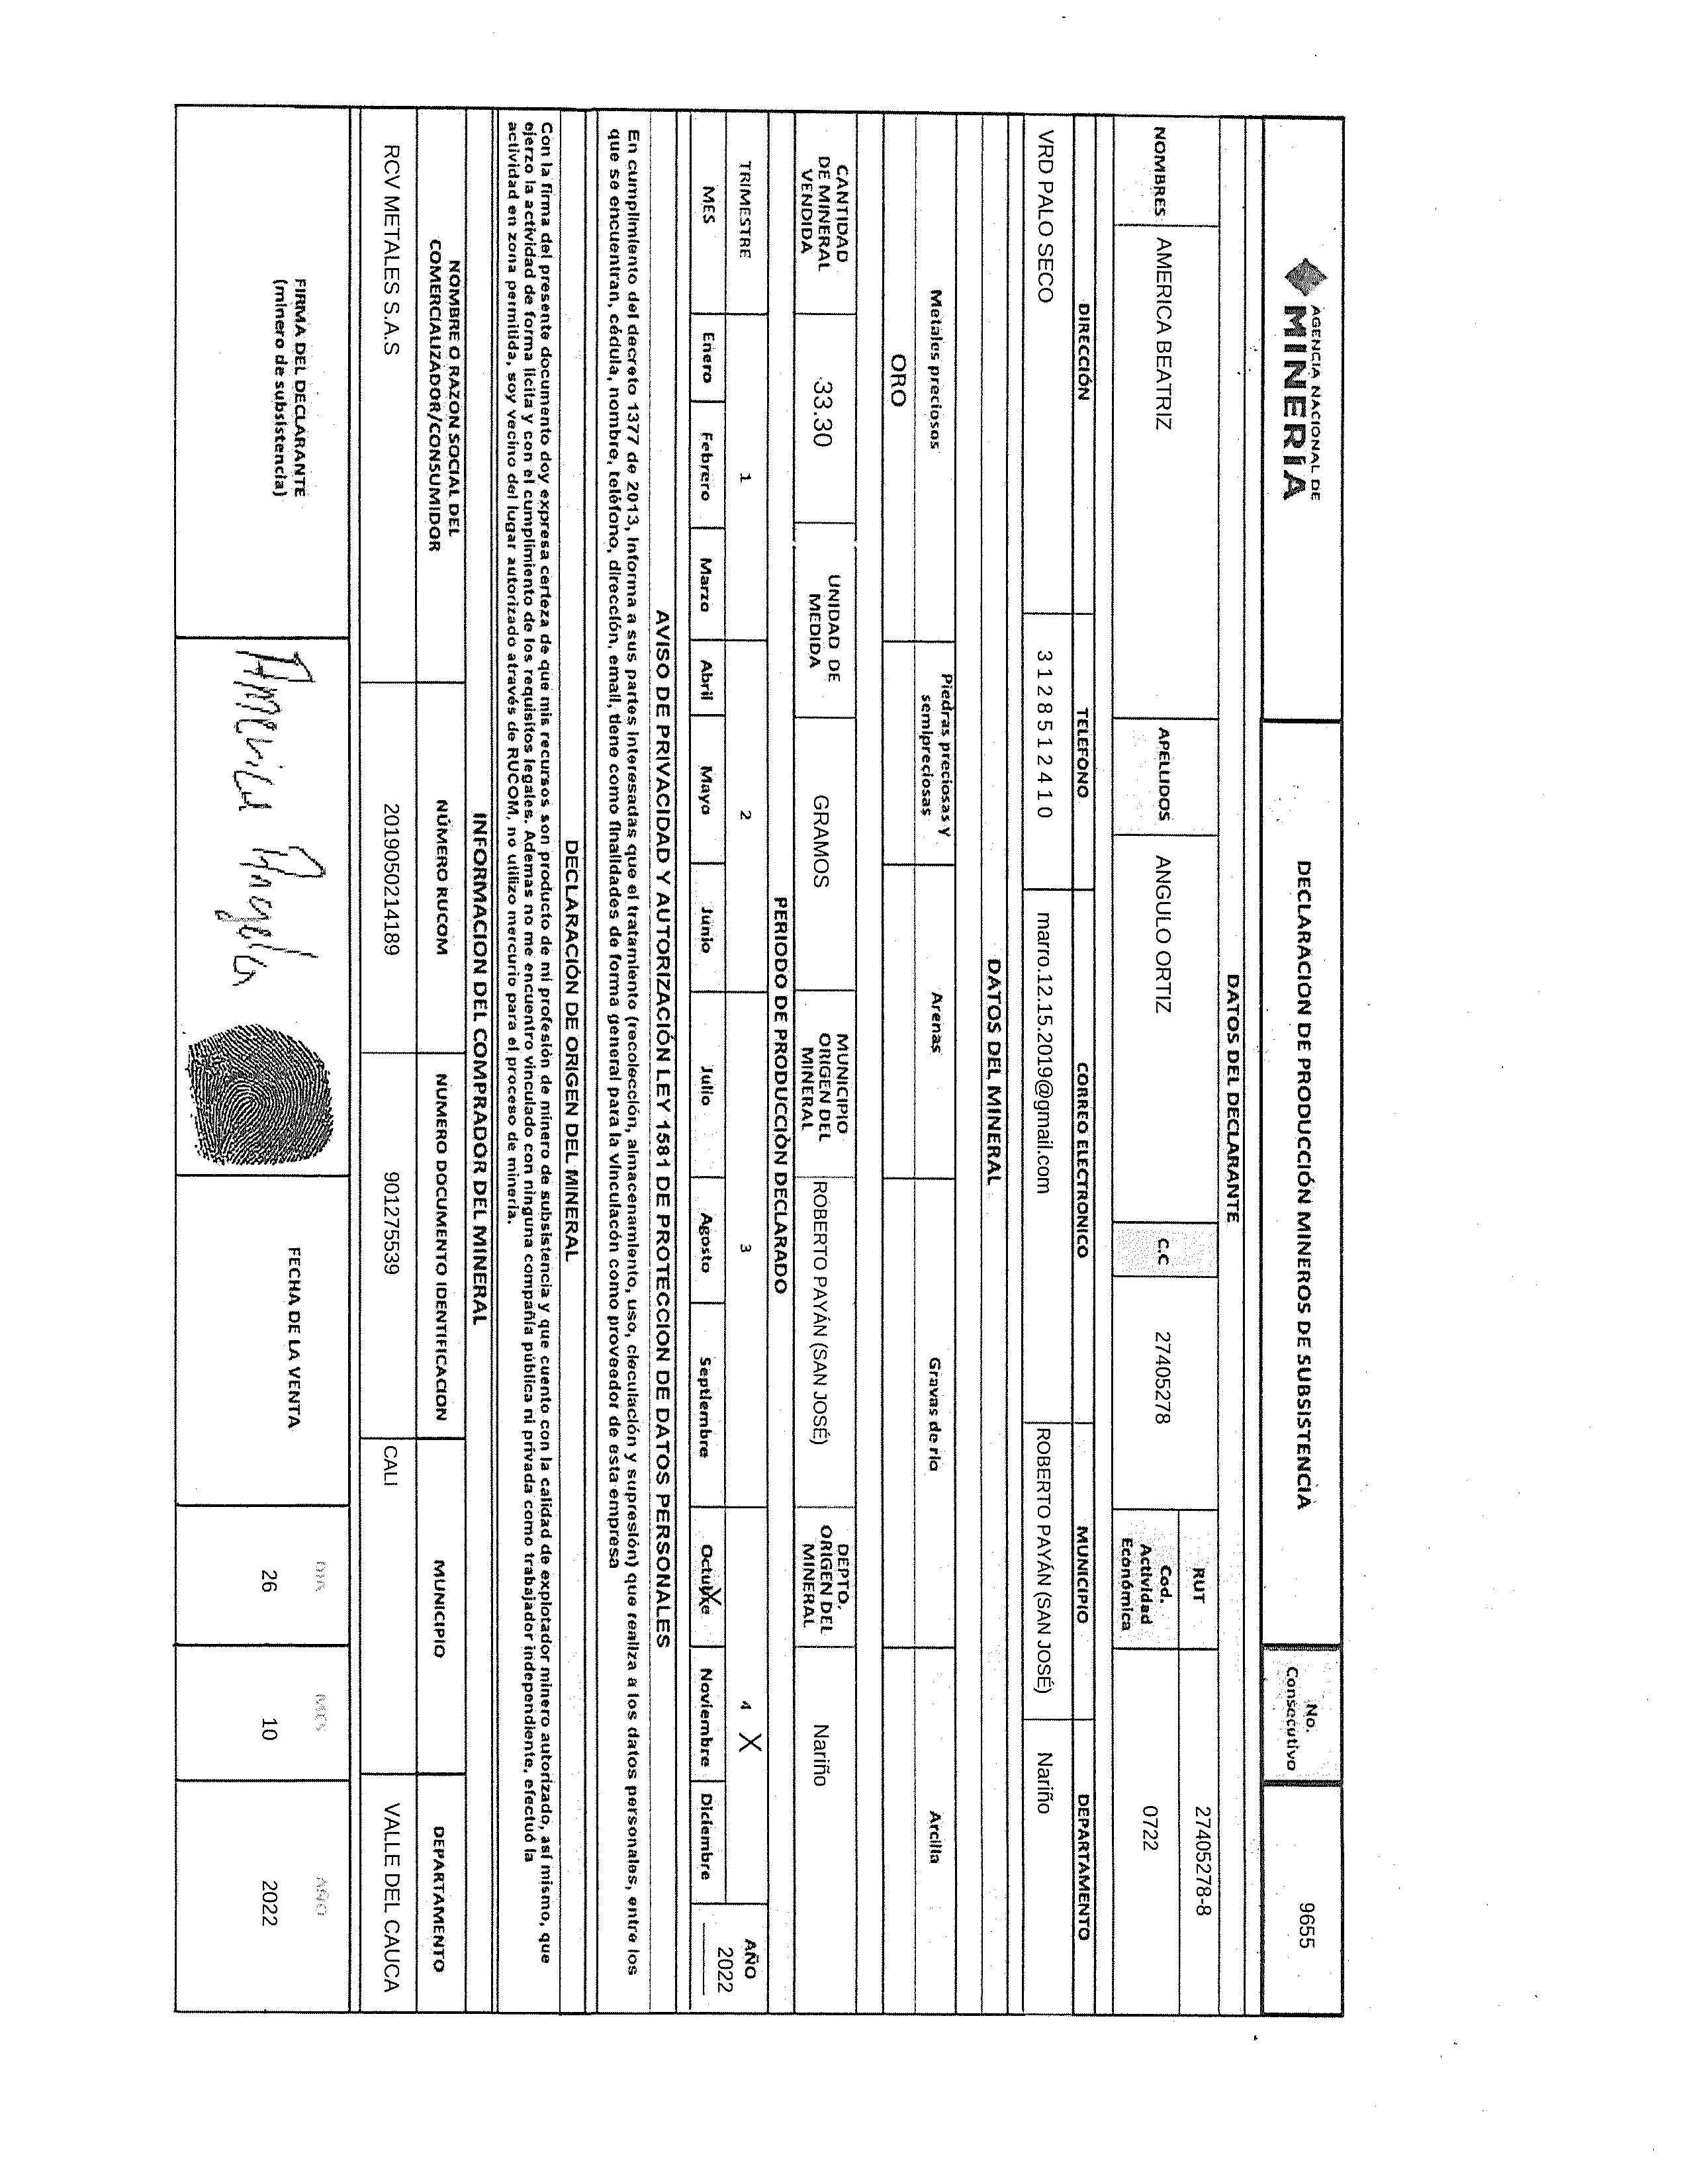 AGENCIA NACIONAL DE
MINERÍA
DECLARACION DE PRODUCCIÓN MINEROS DE SUBSISTENCIA
No.
Consecutivo
9655
DATOS DEL DECLARANTE
NOMBRES
AMERICA BEATRIZ
APELLIDOS
ANGULO ORTIZ
C.C
27405278
RUT
27405278-8
Cod.
Actividad
Económica
0722
DIRECCIÓN
TELEFONO
CORREO ELECTRONICO
MUNICIPIO
DEPARTAMENTO
VRD PALO SECO
3128512410
marro.12.15.2019@gmail.com
ROBERTO PAYÁN (SAN JOSÉ)
Nariño
DATOS DEL MINERAL
Metales preciosos
Piedras preciosas y
semipreciosas
Arenas
Gravas de rio
Arcilla
ORO
CANTIDAD
DE MINERAL
VENDIDA
33.30
UNIDAD DE
MEDIDA
GRAMOS
MUNICIPIO
ORIGEN DEL
MINERAL
ROBERTO PAYÁN (SAN JOSÉ)
DEPTO.
ORIGEN DEL
MINERAL
Nariño
PERIODO DE PRODUCCIÓN DECLARADO
TRIMESTRE
1
2
3
4 X
AÑO
2022
MES
Enero
Febrero
Marzo
Abril
Mayo
Junio
Julio
Agosto
Septiembre
Octubre X
Noviembre
Diciembre
AVISO DE PRIVACIDAD Y AUTORIZACIÓN LEY 1581 DE PROTECCION DE DATOS PERSONALES
En cumplimiento del decreto 1377 de 2013, Informa a sus partes interesadas que el tratamiento (recolección, almacenamiento, uso, circulación y supresión) que realiza a los datos personales, entre los
que se encuentran, cédula, nombre, teléfono, dirección, email, tiene como finalidades de forma general para la vinculación como proveedor de esta empresa
DECLARACIÓN DE ORIGEN DEL MINERAL
Con la firma del presente documento doy expresa certeza de que mis recursos son producto de mi profesión de minero de subsistencia y que cuento con la calidad de explotador minero autorizado, así mismo, que
ejerzo la actividad de forma licita y con el cumplimiento de los requisitos legales. Ademas no me encuentro vinculado con ninguna compañía pública ni privada como trabajador independiente, efectuó la
actividad en zona permitida, soy vecino del lugar autorizado através de RUCOM, no utilizo mercurio para el proceso de minería.
INFORMACION DEL COMPRADOR DEL MINERAL
NOMBRE O RAZON SOCIAL DEL
COMERCIALIZADOR/CONSUMIDOR
NÚMERO RUCOM
NUMERO DOCUMENTO IDENTIFICACION
MUNICIPIO
DEPARTAMENTO
RCV METALES S.A.S
2019050214189
901275539
CALI
VALLE DEL CAUCA
FIRMA DEL DECLARANTE
(minero de subsistencia)
America Angulo
FECHA DE LA VENTA
DIA
MES
AÑO
26
10
2022